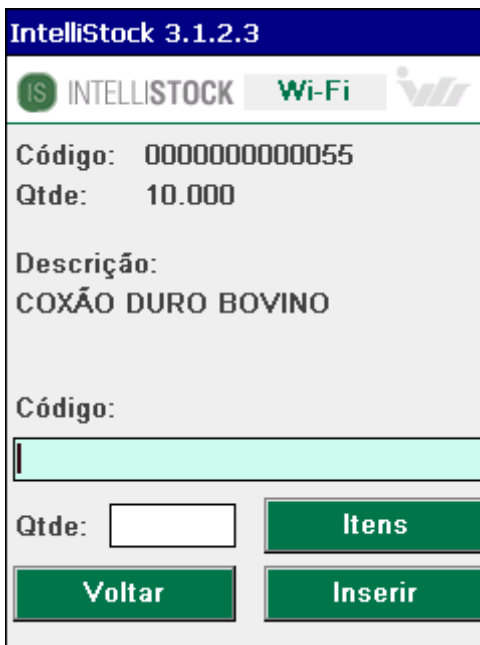 IntelliStock 3.1.2.3
IS INTELLISTOCK Wi-Fi
Código: 0000000000055
Qtde: 10.000
Descrição:
COXÃO DURO BOVINO
Código:
Qtde: Itens
Voltar Inserir